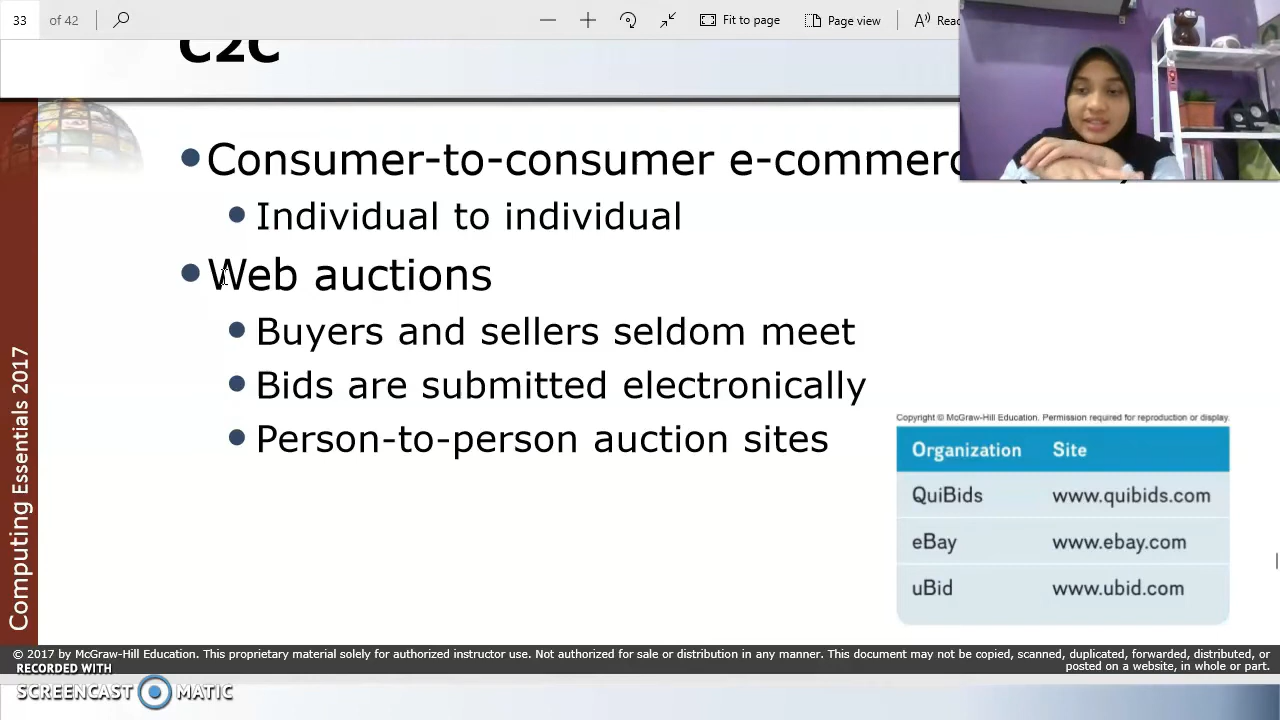 33 of 42 Fit to page Page view
C2C
Consumer-to-consumer
Individual to individual
Web auctions
Buyers and sellers seldom meet
Bids are submitted electronically
Person-to-person auction sites
Copyright © McGraw-Hill Education. Permission required for reproduction or display.
Organization Site
QuiBids www.quibids.com
eBay www.ebay.com
uBid www.ubid.com
Computing Essentials 2017
© 2017 by McGraw-Hill Education. This proprietary material solely for authorized instructor use. Not authorized for sale or distribution in any manner. This document may not be copied, scanned, duplicated, forwarded, distributed, or
posted on a website, in whole or part.
RECORDED WITH
SCREENCAST MATIC